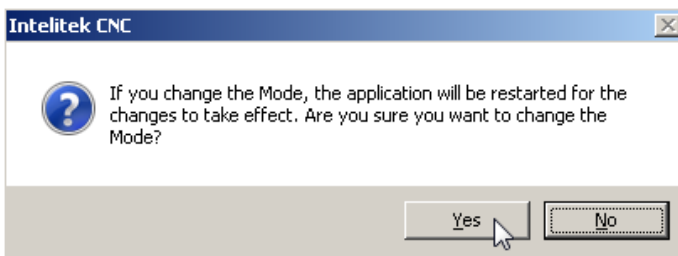 Intelitek CNC
If you change the Mode, the application will be restarted for the
changes to take effect. Are you sure you want to change the
Mode?
Yes No